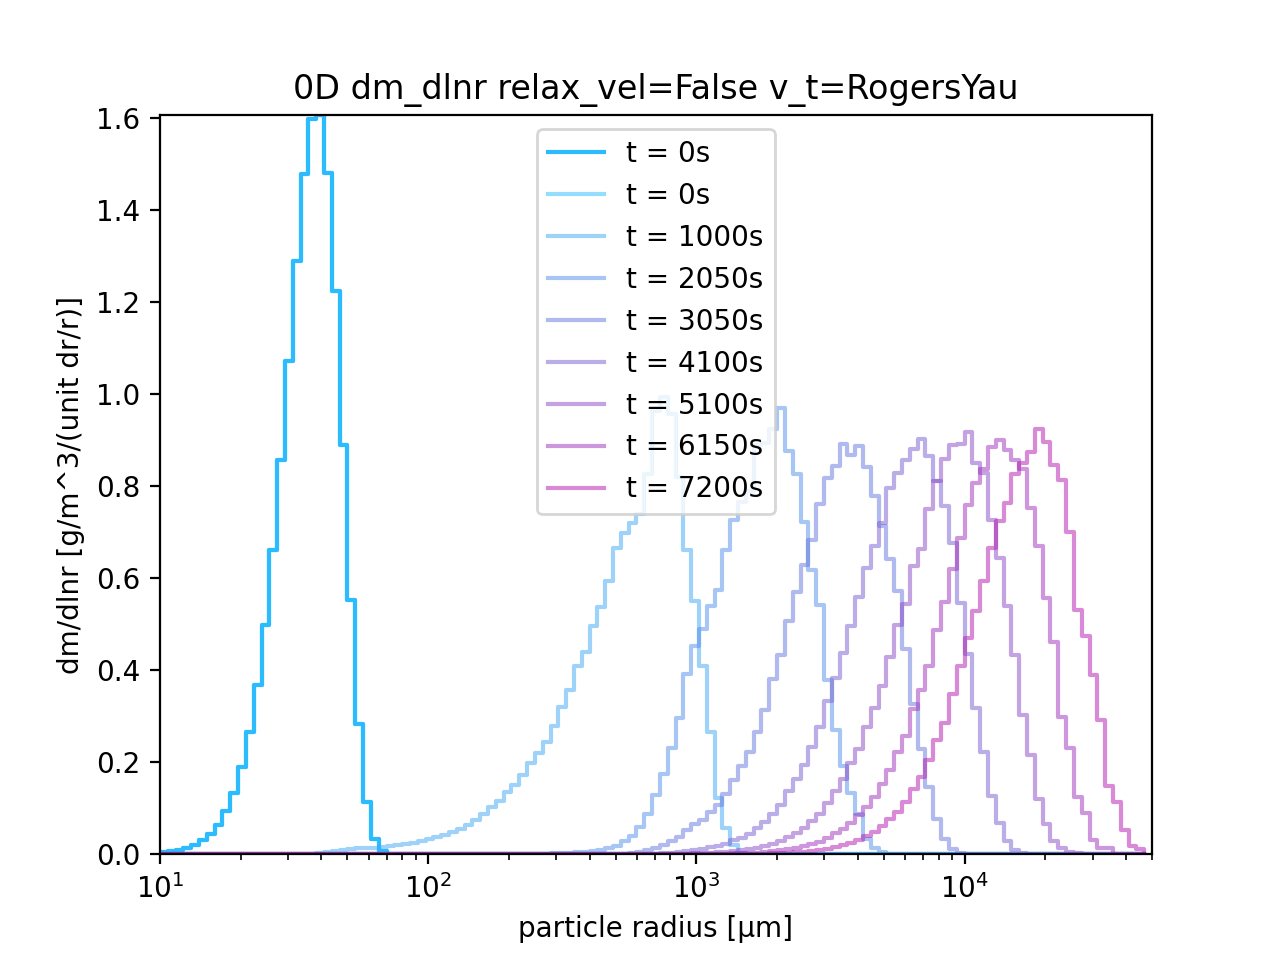 0D dm_dlnr relax_vel=False v_t=RogersYau
1.6
1.4
1.2
1.0
0.8
0.6
0.4
0.2
0.0
dm/dlnr [g/m^3/(unit dr/r)]
t = 0s
t = 0s
t = 1000s
t = 2050s
t = 3050s
t = 4100s
t = 5100s
t = 6150s
t = 7200s
10¹ 10² 10³ 10⁴
particle radius [µm]